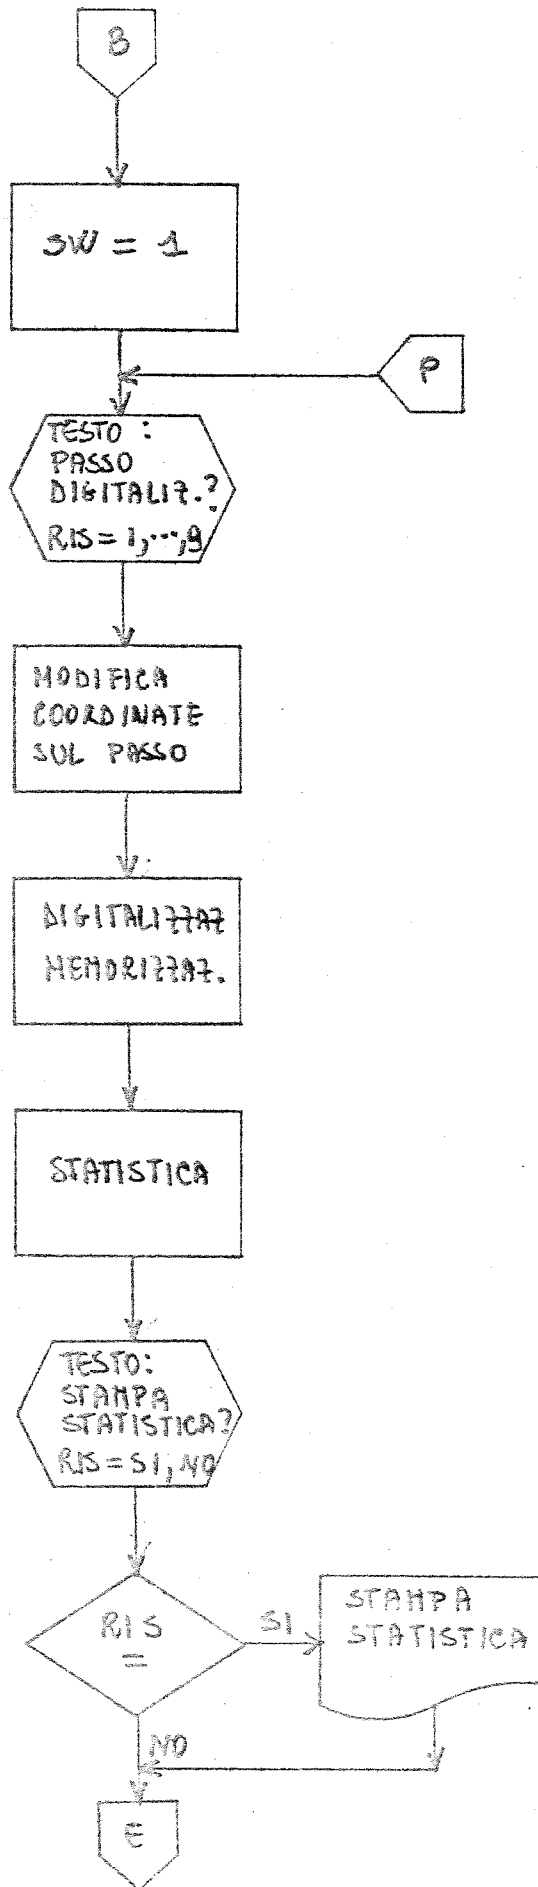 B
SW = 1
P
TESTO :
PASSO
DIGITALIZ.?
RIS = 1,...,9
MODIFICA
COORDINATE
SUL PASSO
DIGITALIZZAZ
MEMORIZZAZ.
STATISTICA
TESTO:
STAMPA
STATISTICA?
RIS = SI, NO
RIS
=
SI
STAMPA
STATISTICA
NO
E